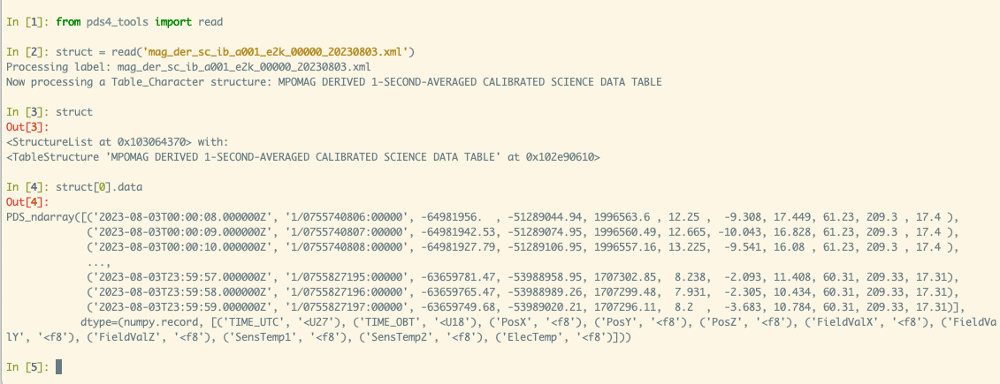 In [1]: from pds4_tools import read
In [2]: struct = read('mag_der_sc_ib_a001_e2k_00000_20230803.xml')
Processing label: mag_der_sc_ib_a001_e2k_00000_20230803.xml
Now processing a Table_Character structure: MPOMAG DERIVED 1-SECOND-AVERAGED CALIBRATED SCIENCE DATA TABLE
In [3]: struct
Out[3]:
<StructureList at 0x103064370> with:
<TableStructure 'MPOMAG DERIVED 1-SECOND-AVERAGED CALIBRATED SCIENCE DATA TABLE' at 0x102e90610>
In [4]: struct[0].data
Out[4]:
PDS_ndarray([('2023-08-03T00:00:08.000000Z', '1/0755740806:00000', -64981956.  , -51289044.94, 1996563.6 , 12.25 ,  -9.308, 17.449, 61.23, 209.3 , 17.4 ),
('2023-08-03T00:00:09.000000Z', '1/0755740807:00000', -64981942.53, -51289074.95, 1996560.49, 12.665, -10.043, 16.828, 61.23, 209.3 , 17.4 ),
('2023-08-03T00:00:10.000000Z', '1/0755740808:00000', -64981927.79, -51289106.95, 1996557.16, 13.225,  -9.541, 16.08 , 61.23, 209.3 , 17.4 ),
...,
('2023-08-03T23:59:57.000000Z', '1/0755827195:00000', -63659781.47, -53988958.95, 1707302.85,  8.238,  -2.093, 11.408, 60.31, 209.33, 17.31),
('2023-08-03T23:59:58.000000Z', '1/0755827196:00000', -63659765.47, -53988989.26, 1707299.48,  7.931,  -2.305, 10.434, 60.31, 209.33, 17.31),
('2023-08-03T23:59:59.000000Z', '1/0755827197:00000', -63659749.68, -53989020.21, 1707296.11,  8.2  ,  -3.683, 10.784, 60.31, 209.33, 17.31)],
dtype=(numpy.record, [('TIME_UTC', '<U27'), ('TIME_OBT', '<U18'), ('PosX', '<f8'), ('PosY', '<f8'), ('PosZ', '<f8'), ('FieldValX', '<f8'), ('FieldVa
lY', '<f8'), ('FieldValZ', '<f8'), ('SensTemp1', '<f8'), ('SensTemp2', '<f8'), ('ElecTemp', '<f8')]))
In [5]: